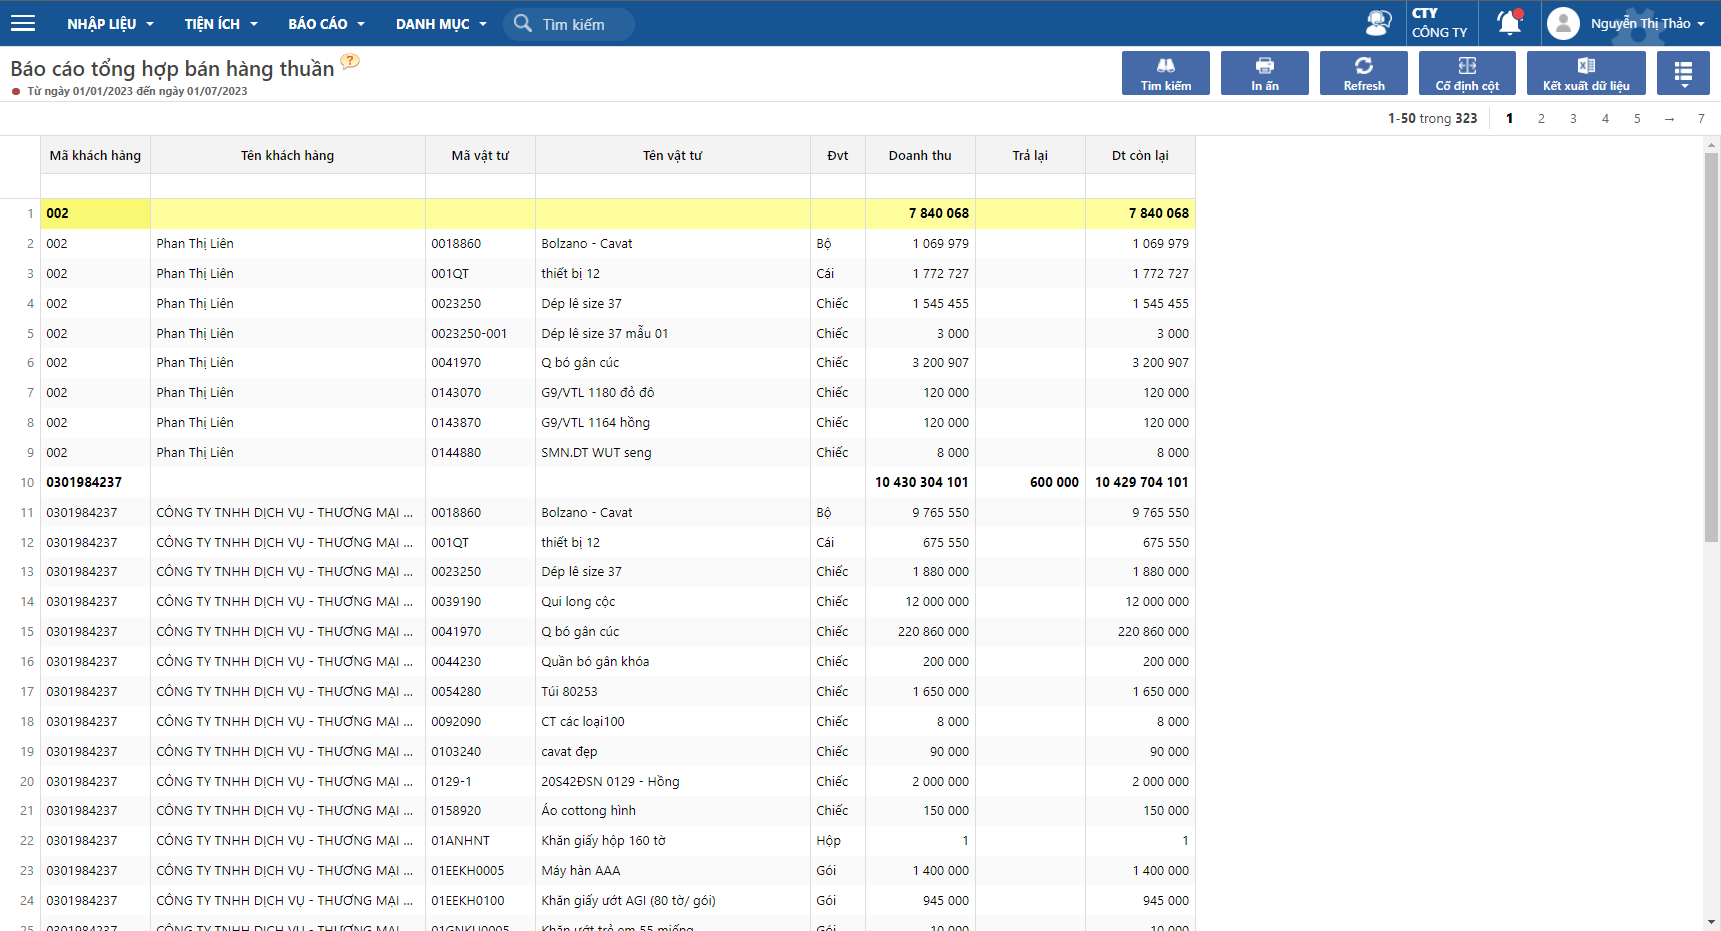 NHẬP LIỆU TIỆN ÍCH BÁO CÁO DANH MỤC Tìm kiếm CTY CÔNG TY Nguyễn Thị Thảo
Báo cáo tổng hợp bán hàng thuần ?
Từ ngày 01/01/2023 đến ngày 01/07/2023
Tìm kiếm In ấn Refresh Cố định cột Kết xuất dữ liệu
1-50 trong 323 1 2 3 4 5 → 7
Mã khách hàng Tên khách hàng Mã vật tư Tên vật tư Đvt Doanh thu Trả lại Dt còn lại
1 002 7 840 068 7 840 068
2 002 Phan Thị Liên 0018860 Bolzano - Cavat Bộ 1 069 979 1 069 979
3 002 Phan Thị Liên 001QT thiết bị 12 Cái 1 772 727 1 772 727
4 002 Phan Thị Liên 0023250 Dép lê size 37 Chiếc 1 545 455 1 545 455
5 002 Phan Thị Liên 0023250-001 Dép lê size 37 mẫu 01 Chiếc 3 000 3 000
6 002 Phan Thị Liên 0041970 Q bó gân cúc Chiếc 3 200 907 3 200 907
7 002 Phan Thị Liên 0143070 G9/VTL 1180 đỏ đô Chiếc 120 000 120 000
8 002 Phan Thị Liên 0143870 G9/VTL 1164 hồng Chiếc 120 000 120 000
9 002 Phan Thị Liên 0144880 SMN.DT WUT seng Chiếc 8 000 8 000
10 0301984237 10 430 304 101 600 000 10 429 704 101
11 0301984237 CÔNG TY TNHH DỊCH VỤ - THƯƠNG MẠI ... 0018860 Bolzano - Cavat Bộ 9 765 550 9 765 550
12 0301984237 CÔNG TY TNHH DỊCH VỤ - THƯƠNG MẠI ... 001QT thiết bị 12 Cái 675 550 675 550
13 0301984237 CÔNG TY TNHH DỊCH VỤ - THƯƠNG MẠI ... 0023250 Dép lê size 37 Chiếc 1 880 000 1 880 000
14 0301984237 CÔNG TY TNHH DỊCH VỤ - THƯƠNG MẠI ... 0039190 Qui long cộc Chiếc 12 000 000 12 000 000
15 0301984237 CÔNG TY TNHH DỊCH VỤ - THƯƠNG MẠI ... 0041970 Q bó gân cúc Chiếc 220 860 000 220 860 000
16 0301984237 CÔNG TY TNHH DỊCH VỤ - THƯƠNG MẠI ... 0044230 Quần bó gân khóa Chiếc 200 000 200 000
17 0301984237 CÔNG TY TNHH DỊCH VỤ - THƯƠNG MẠI ... 0054280 Túi 80253 Chiếc 1 650 000 1 650 000
18 0301984237 CÔNG TY TNHH DỊCH VỤ - THƯƠNG MẠI ... 0092090 CT các loại100 Chiếc 8 000 8 000
19 0301984237 CÔNG TY TNHH DỊCH VỤ - THƯƠNG MẠI ... 0103240 cavat đẹp Chiếc 90 000 90 000
20 0301984237 CÔNG TY TNHH DỊCH VỤ - THƯƠNG MẠI ... 0129-1 20S42ĐSN 0129 - Hồng Chiếc 2 000 000 2 000 000
21 0301984237 CÔNG TY TNHH DỊCH VỤ - THƯƠNG MẠI ... 0158920 Áo cottong hình Chiếc 150 000 150 000
22 0301984237 CÔNG TY TNHH DỊCH VỤ - THƯƠNG MẠI ... 01ANHNT Khăn giấy hộp 160 tờ Hộp 1 1
23 0301984237 CÔNG TY TNHH DỊCH VỤ - THƯƠNG MẠI ... 01EEKH0005 Máy hàn AAA Gói 1 400 000 1 400 000
24 0301984237 CÔNG TY TNHH DỊCH VỤ - THƯƠNG MẠI ... 01EEKH0100 Khăn giấy ướt AGI (80 tờ/ gói) Gói 945 000 945 000
25 0301984237 CÔNG TY TNHH DỊCH VỤ - THƯƠNG MẠI ... 01GNKU0005 Khăn ướt trẻ em 55 miếng Gói 10 000 10 000